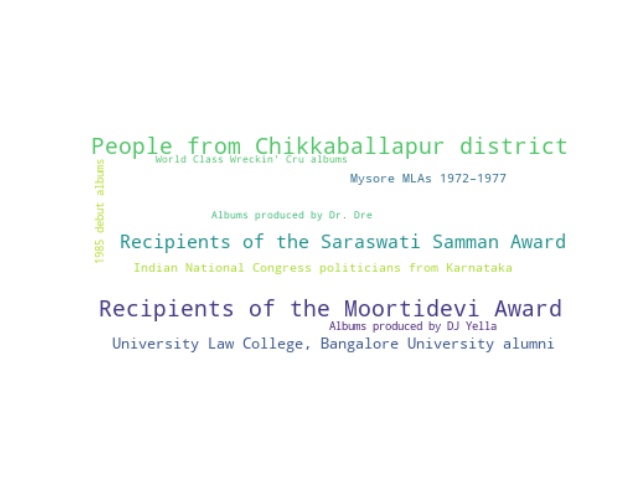 People from Chikkaballapur district
World Class Wreckin' Cru albums
1985 debut albums
Mysore MLAs 1972–1977
Albums produced by Dr. Dre
Recipients of the Saraswati Samman Award
Indian National Congress politicians from Karnataka
Recipients of the Moortidevi Award
Albums produced by DJ Yella
University Law College, Bangalore University alumni